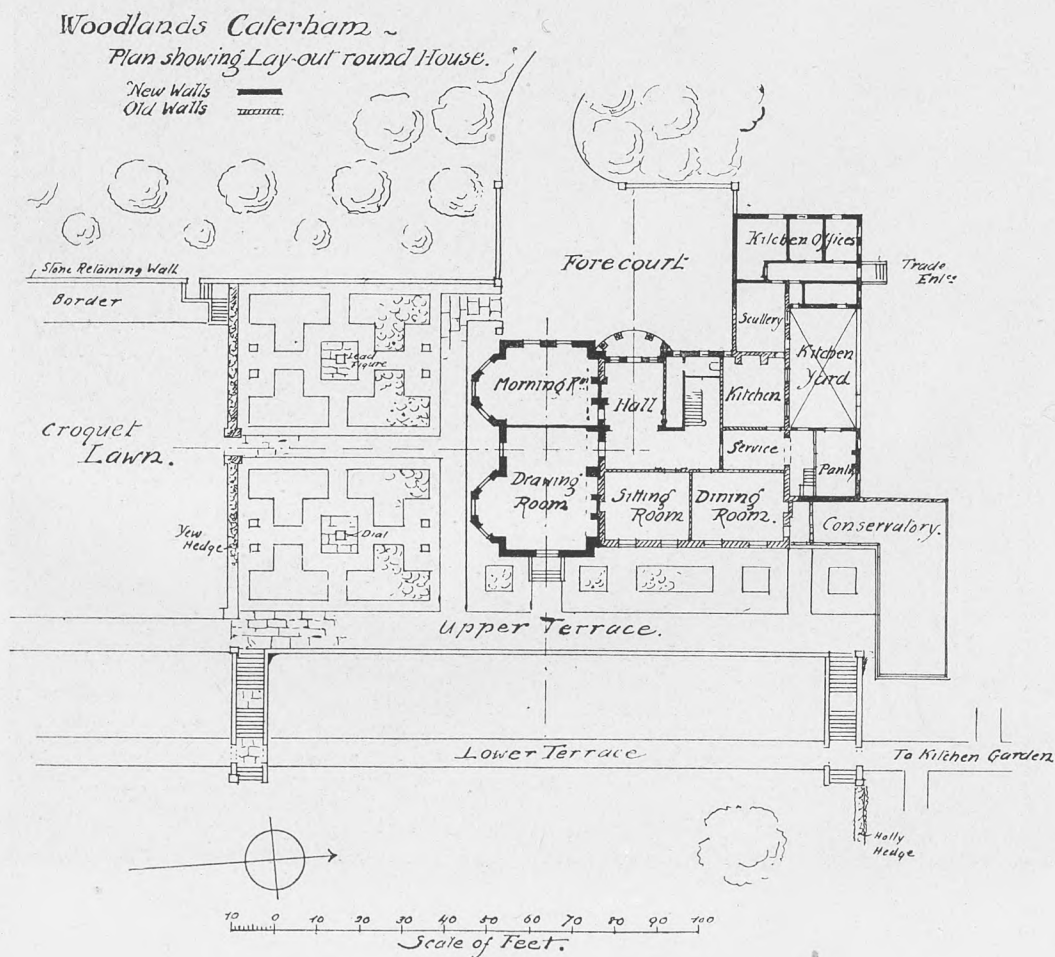 Woodlands Caterham ~
Plan showing Lay-out round House.
New Walls
Old Walls
Stone Retaining Wall
Border
Forecourt
Kitchen Offices
Trade
Entce
Scullery
Kitchen
Yard
Lead
Figure
Morning Rm
Hall
Kitchen
Croquet
Lawn.
Service
Pantry
Drawing
Room
Sitting
Room
Dining
Room.
Conservatory.
Yew
Hedge
Dial
Upper Terrace.
Lower Terrace
To Kitchen Garden
Holly
Hedge
10 0 10 20 30 40 50 60 70 80 90 100
Scale of Feet.